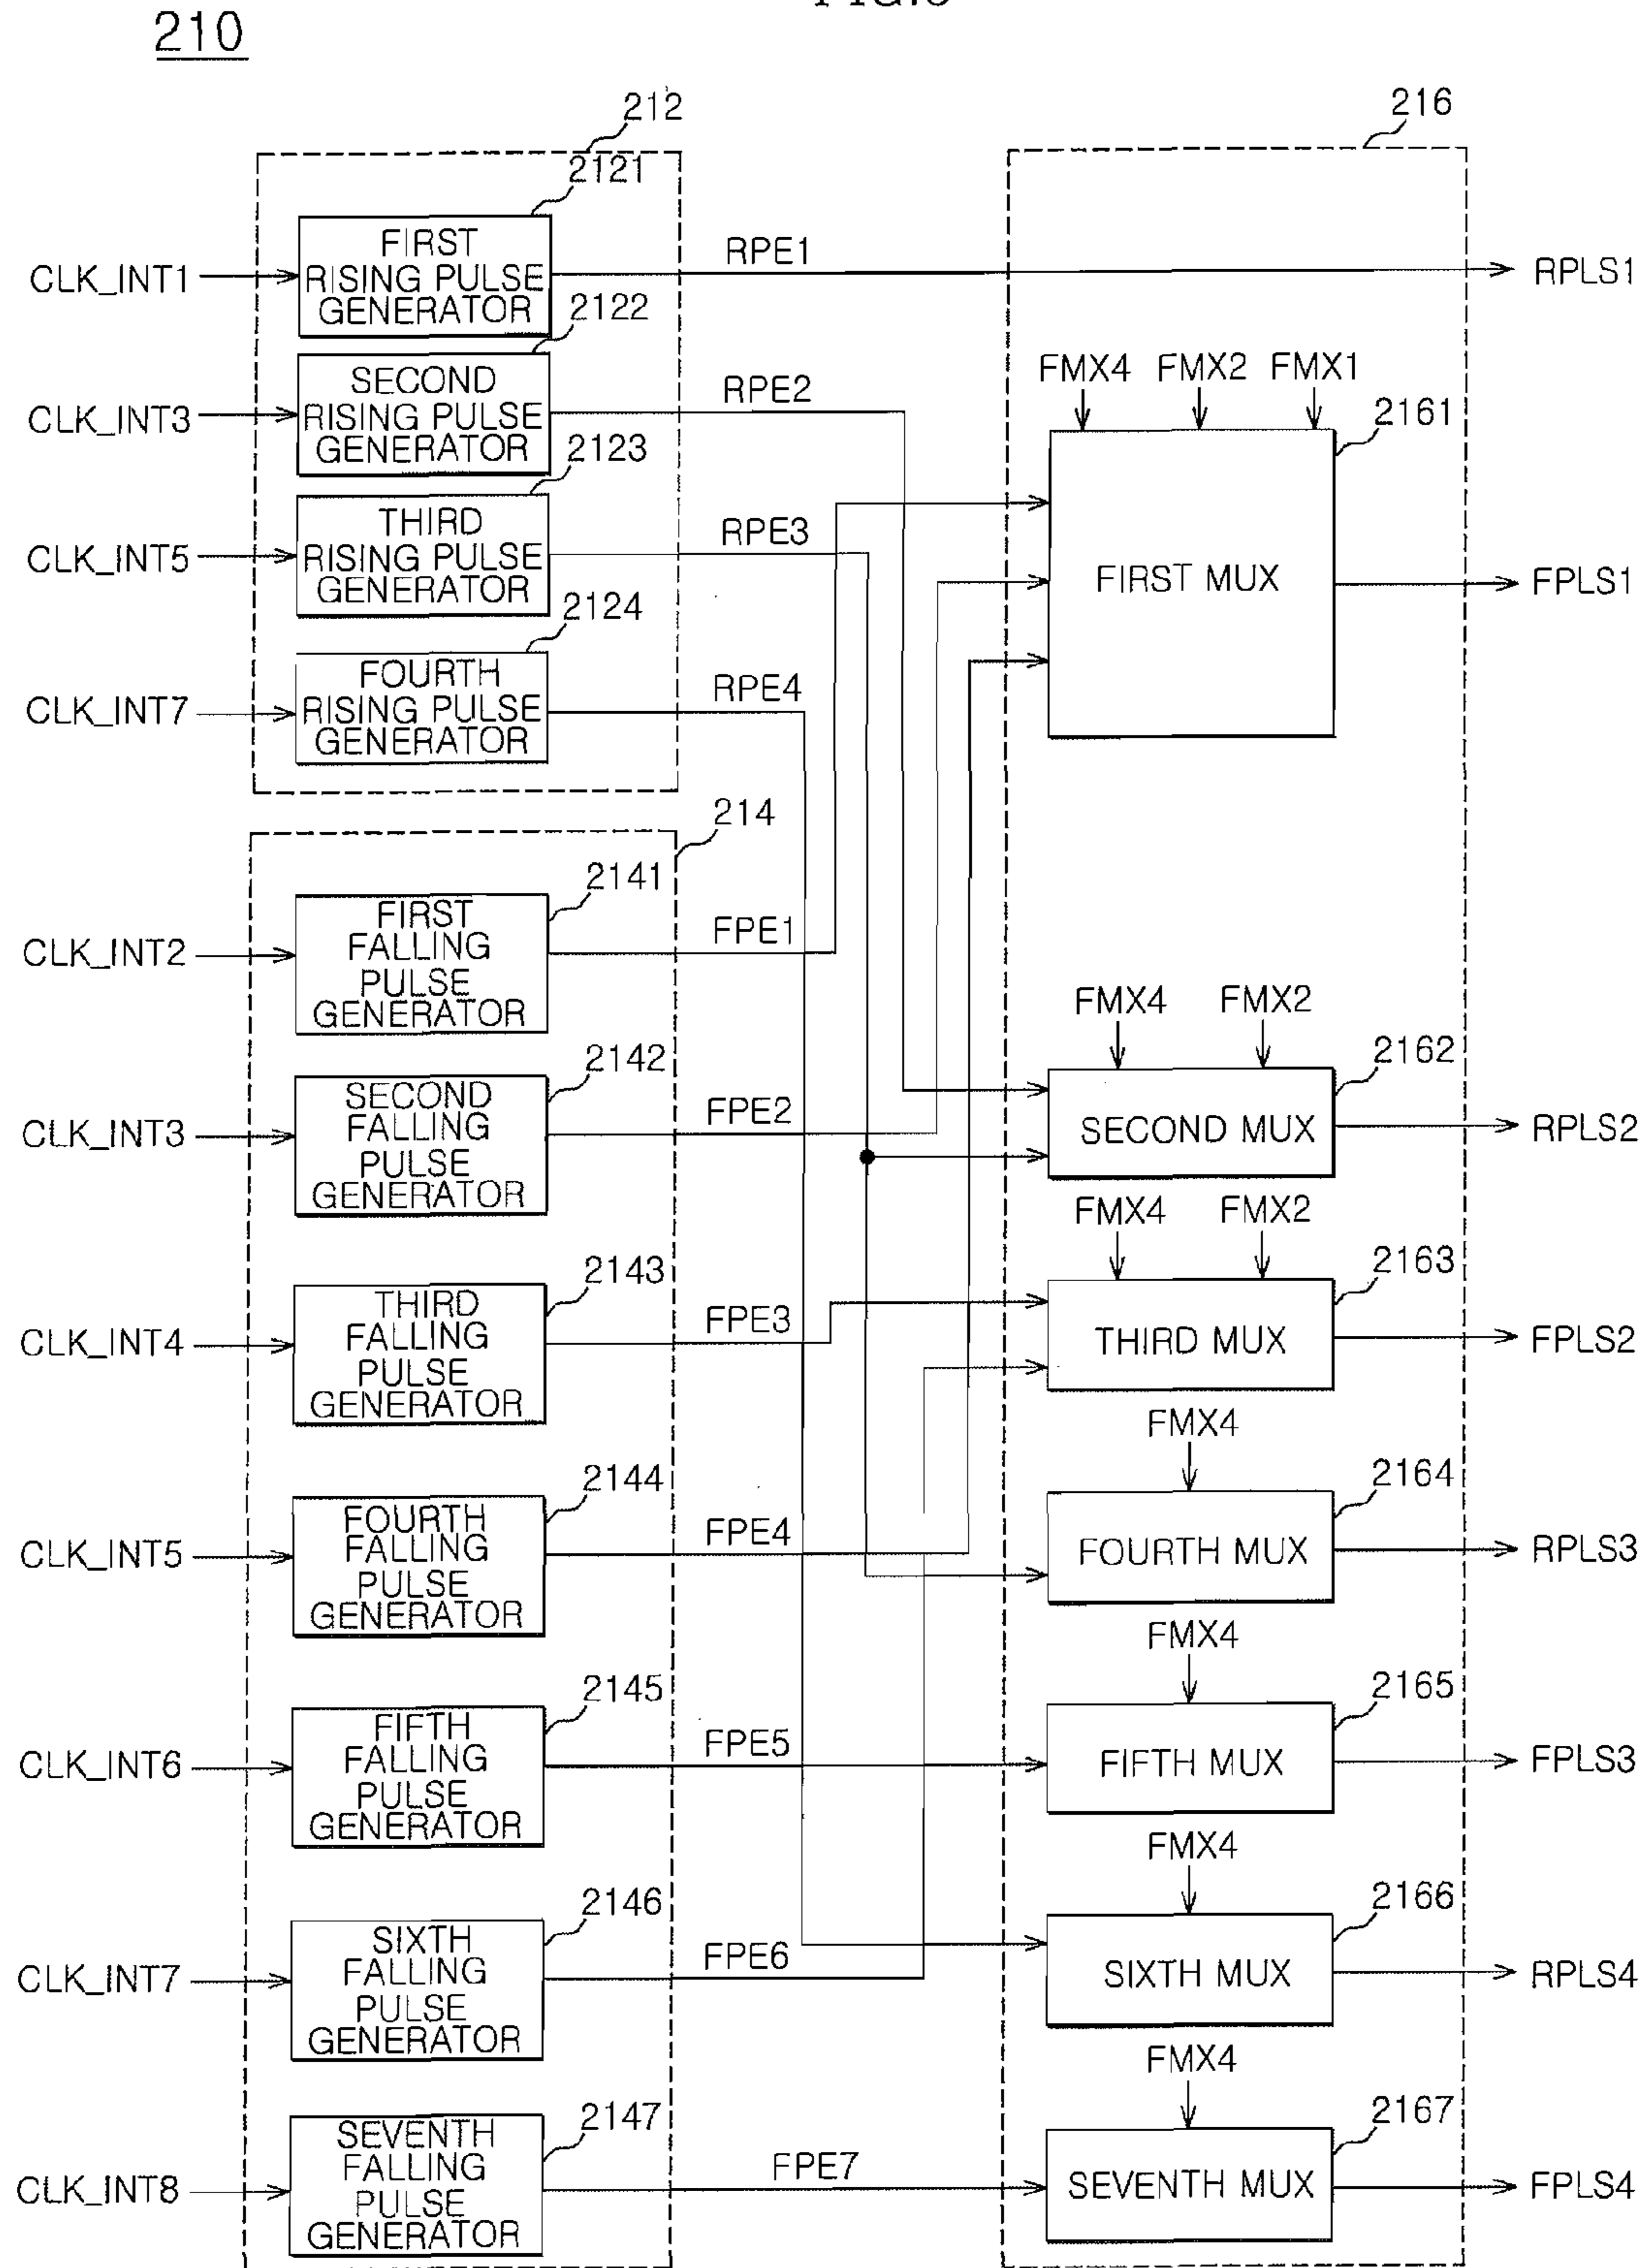 210
212
2121
CLK_INT1
FIRST
RISING PULSE
GENERATOR
RPE1
RPLS1
2122
CLK_INT3
SECOND
RISING PULSE
GENERATOR
RPE2
2123
CLK_INT5
THIRD
RISING PULSE
GENERATOR
RPE3
2124
CLK_INT7
FOURTH
RISING PULSE
GENERATOR
RPE4
214
2141
CLK_INT2
FIRST
FALLING
PULSE
GENERATOR
FPE1
2142
CLK_INT3
SECOND
FALLING
PULSE
GENERATOR
FPE2
2143
CLK_INT4
THIRD
FALLING
PULSE
GENERATOR
FPE3
2144
CLK_INT5
FOURTH
FALLING
PULSE
GENERATOR
FPE4
2145
CLK_INT6
FIFTH
FALLING
PULSE
GENERATOR
FPE5
2146
CLK_INT7
SIXTH
FALLING
PULSE
GENERATOR
FPE6
2147
CLK_INT8
SEVENTH
FALLING
PULSE
GENERATOR
FPE7
216
FMX4 FMX2 FMX1
2161
FIRST MUX
FPLS1
FMX4 FMX2
2162
SECOND MUX
RPLS2
FMX4 FMX2
2163
THIRD MUX
FPLS2
FMX4
2164
FOURTH MUX
RPLS3
FMX4
2165
FIFTH MUX
FPLS3
FMX4
2166
SIXTH MUX
RPLS4
FMX4
2167
SEVENTH MUX
FPLS4